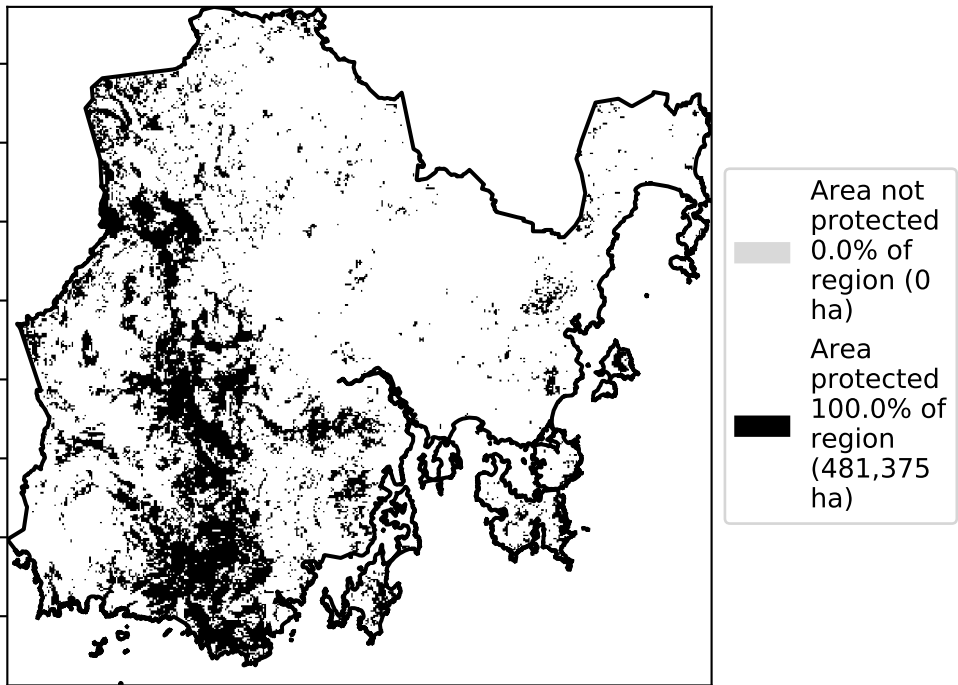 Area not
protected
0.0% of
region (0
ha)
Area
protected
100.0% of
region
(481,375
ha)